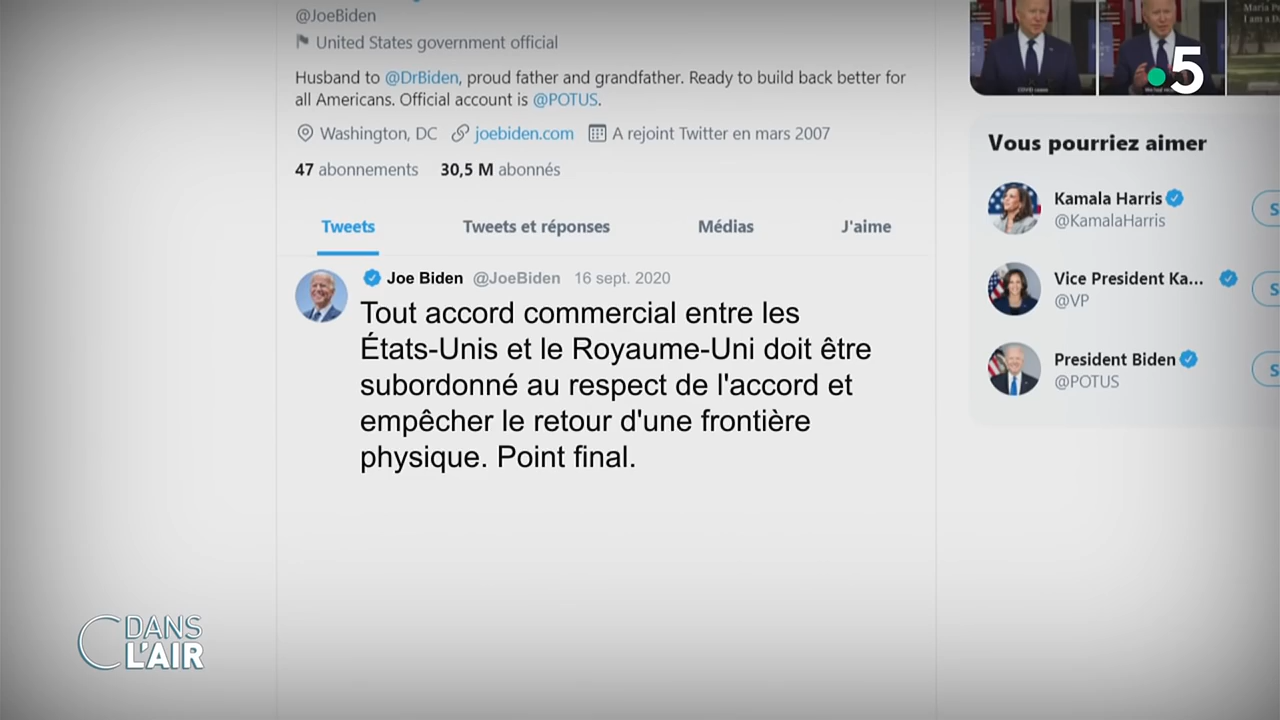 @JoeBiden
United States government official
Husband to @DrBiden, proud father and grandfather. Ready to build back better for
all Americans. Official account is @POTUS.
Washington, DC joebiden.com A rejoint Twitter en mars 2007
47 abonnements 30,5 M abonnés
Tweets Tweets et réponses Médias J'aime
Joe Biden @JoeBiden 16 sept. 2020
Tout accord commercial entre les
États-Unis et le Royaume-Uni doit être
subordonné au respect de l'accord et
empêcher le retour d'une frontière
physique. Point final.
5
Vous pourriez aimer
Kamala Harris
@KamalaHarris
Vice President Ka...
@VP
President Biden
@POTUS
C DANS
L'AIR